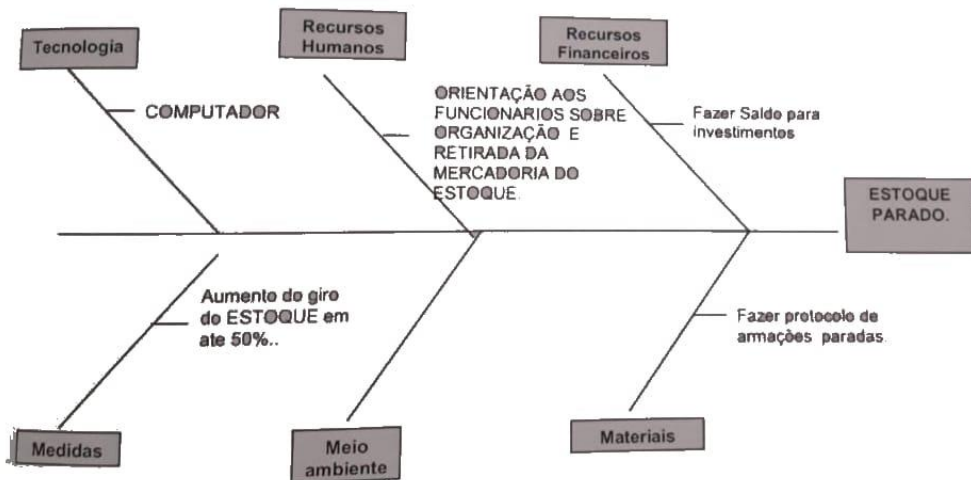 Tecnologia
Recursos
Humanos
Recursos
Financeiros
COMPUTADOR
ORIENTAÇÃO AOS
FUNCIONARIOS SOBRE
ORGANIZAÇÃO E
RETIRADA DA
MERCADORIA DO
ESTOQUE.
Fazer Saldo para
investimentos
ESTOQUE
PARADO.
Aumento do giro
do ESTOQUE em
ate 50%..
Fazer protocolo de
armações paradas.
Medidas
Meio
ambiente
Materiais